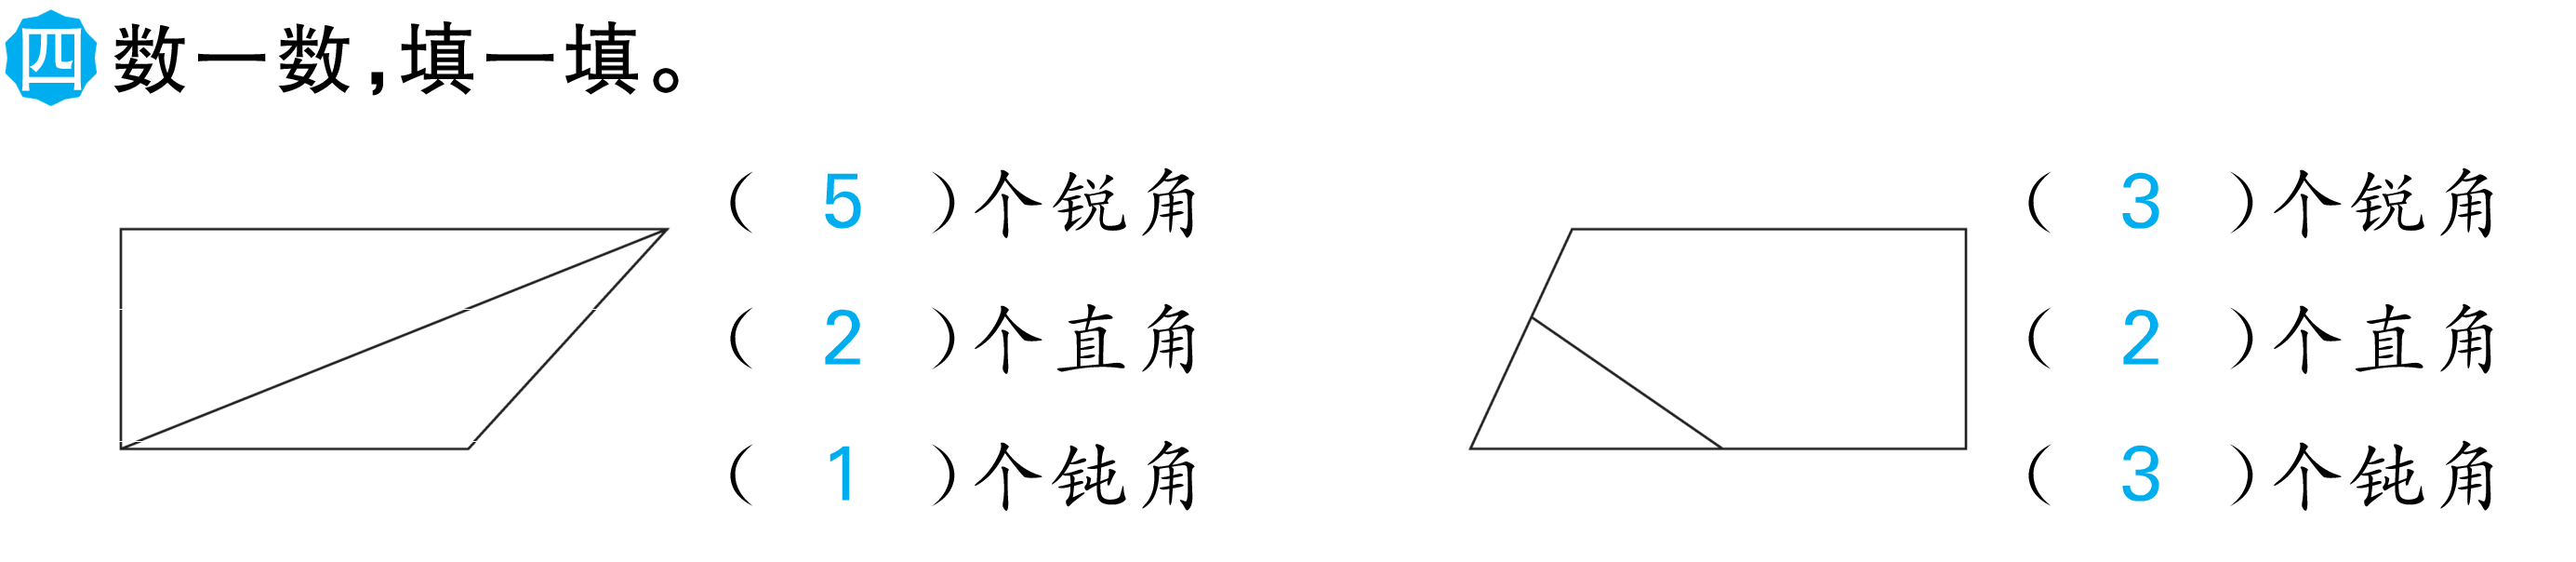 四 数一数,填一填。
( 5 )个锐角
( 2 )个直角
( 1 )个钝角
( 3 )个锐角
( 2 )个直角
( 3 )个钝角